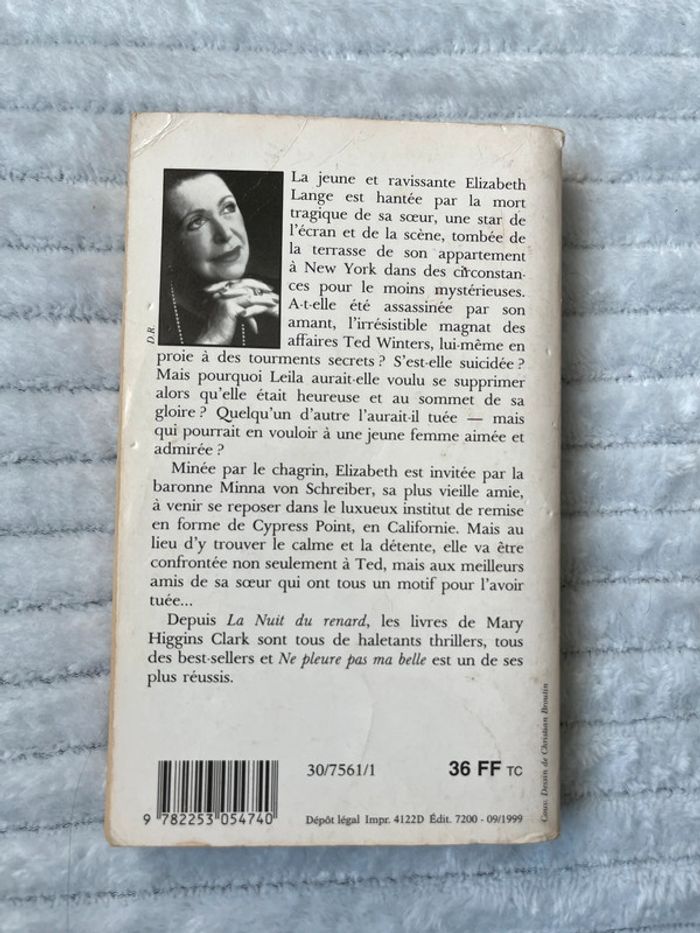 La jeune et ravissante Elizabeth
Lange est hantée par la mort
tragique de sa sœur, une star de
l'écran et de la scène, tombée de
la terrasse de son appartement
à New York dans des circonstan-
ces pour le moins mystérieuses.
A-t-elle été assassinée par son
amant, l'irrésistible magnat des
affaires Ted Winters, lui-même en
proie à des tourments secrets ? S'est-elle suicidée ?
Mais pourquoi Leila aurait-elle voulu se supprimer
alors qu'elle était heureuse et au sommet de sa
gloire ? Quelqu'un d'autre l'aurait-il tuée — mais
qui pourrait en vouloir à une jeune femme aimée et
admirée ?
Minée par le chagrin, Elizabeth est invitée par la
baronne Minna von Schreiber, sa plus vieille amie,
à venir se reposer dans le luxueux institut de remise
en forme de Cypress Point, en Californie. Mais au
lieu d'y trouver le calme et la détente, elle va être
confrontée non seulement à Ted, mais aux meilleurs
amis de sa sœur qui ont tous un motif pour l'avoir
tuée...
Depuis La Nuit du renard, les livres de Mary
Higgins Clark sont tous de haletants thrillers, tous
des best-sellers et Ne pleure pas ma belle est un de ses
plus réussis.
D.R.
30/7561/1
36 FF TC
9 782253 054740
Dépôt légal Impr. 4122D Édit. 7200 - 09/1999
Couv. Dessin de Christian Broutin